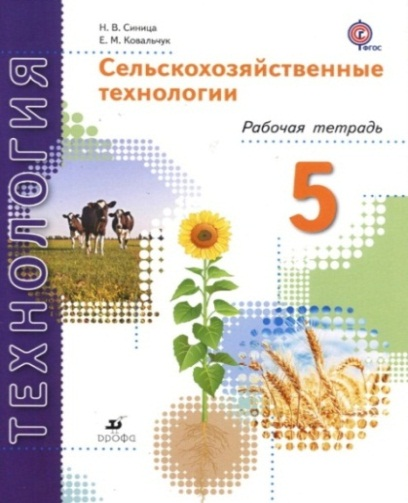 Н. В. Синица
Е. М. Ковальчук
ФГОС
Сельскохозяйственные
технологии
Рабочая тетрадь
5
ТЕХНОЛОГИЯ
дрофа